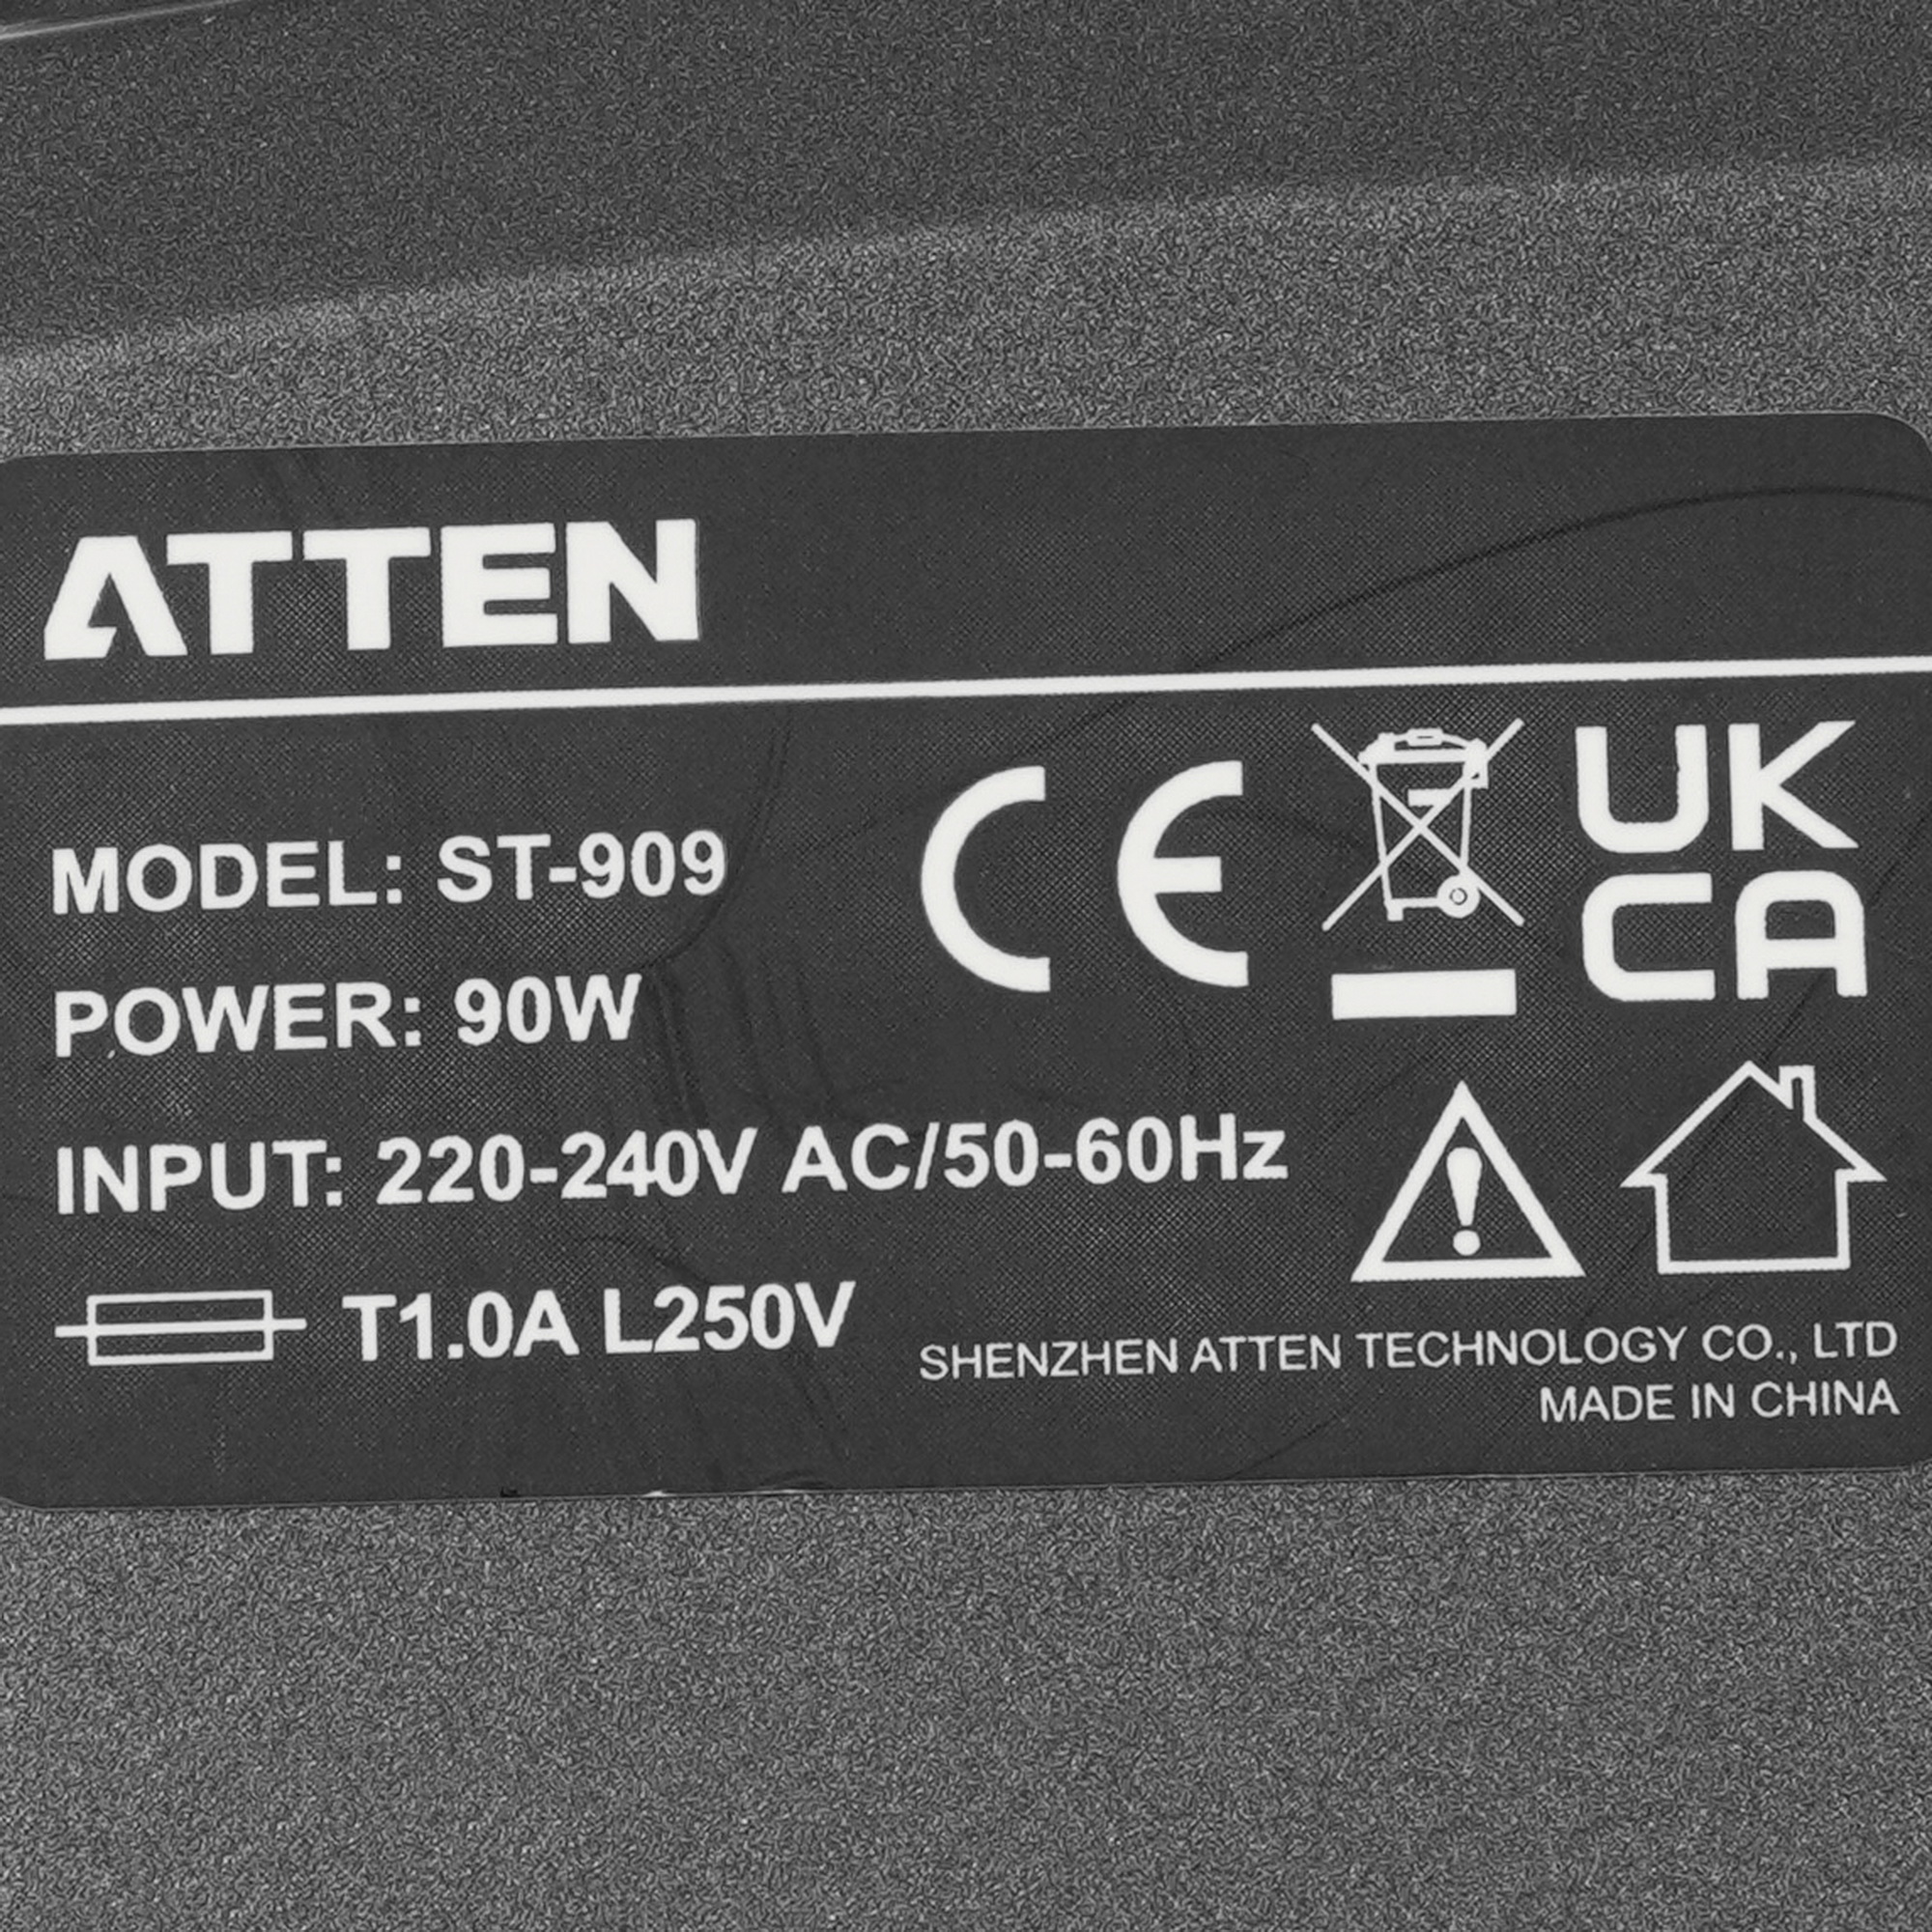 ATTEN
MODEL: ST-909
CE
UK
CA
POWER: 90W
INPUT: 220-240V AC/50-60Hz
T1.0A L250V
SHENZHEN ATTEN TECHNOLOGY CO., LTD
MADE IN CHINA